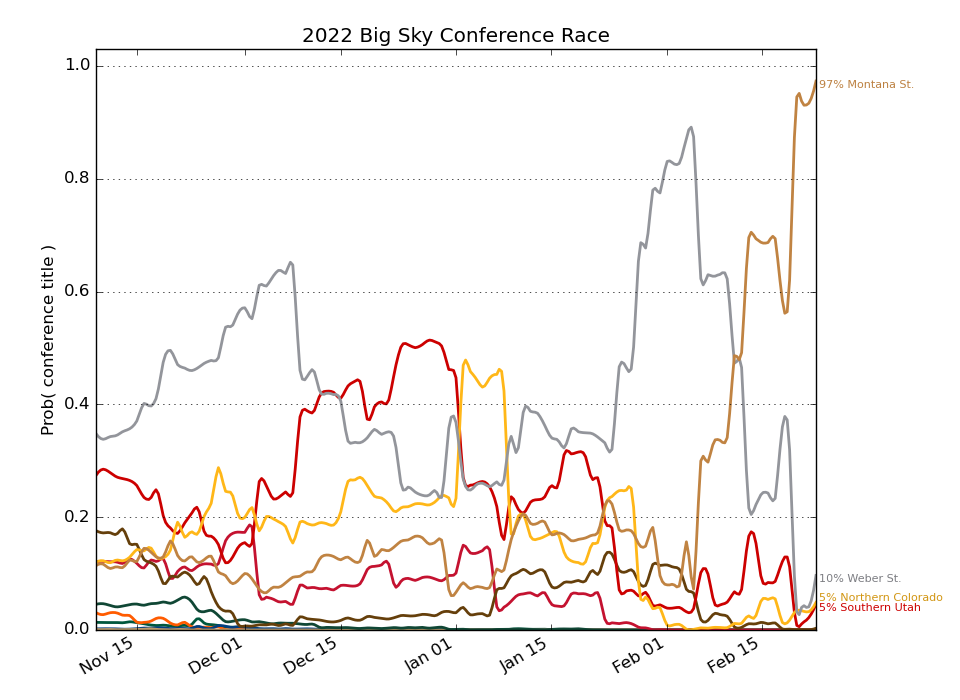 2022 Big Sky Conference Race
Prob( conference title )
1.0
0.8
0.6
0.4
0.2
0.0
Nov 15
Dec 01
Dec 15
Jan 01
Jan 15
Feb 01
Feb 15
97% Montana St.
10% Weber St.
5% Northern Colorado
5% Southern Utah